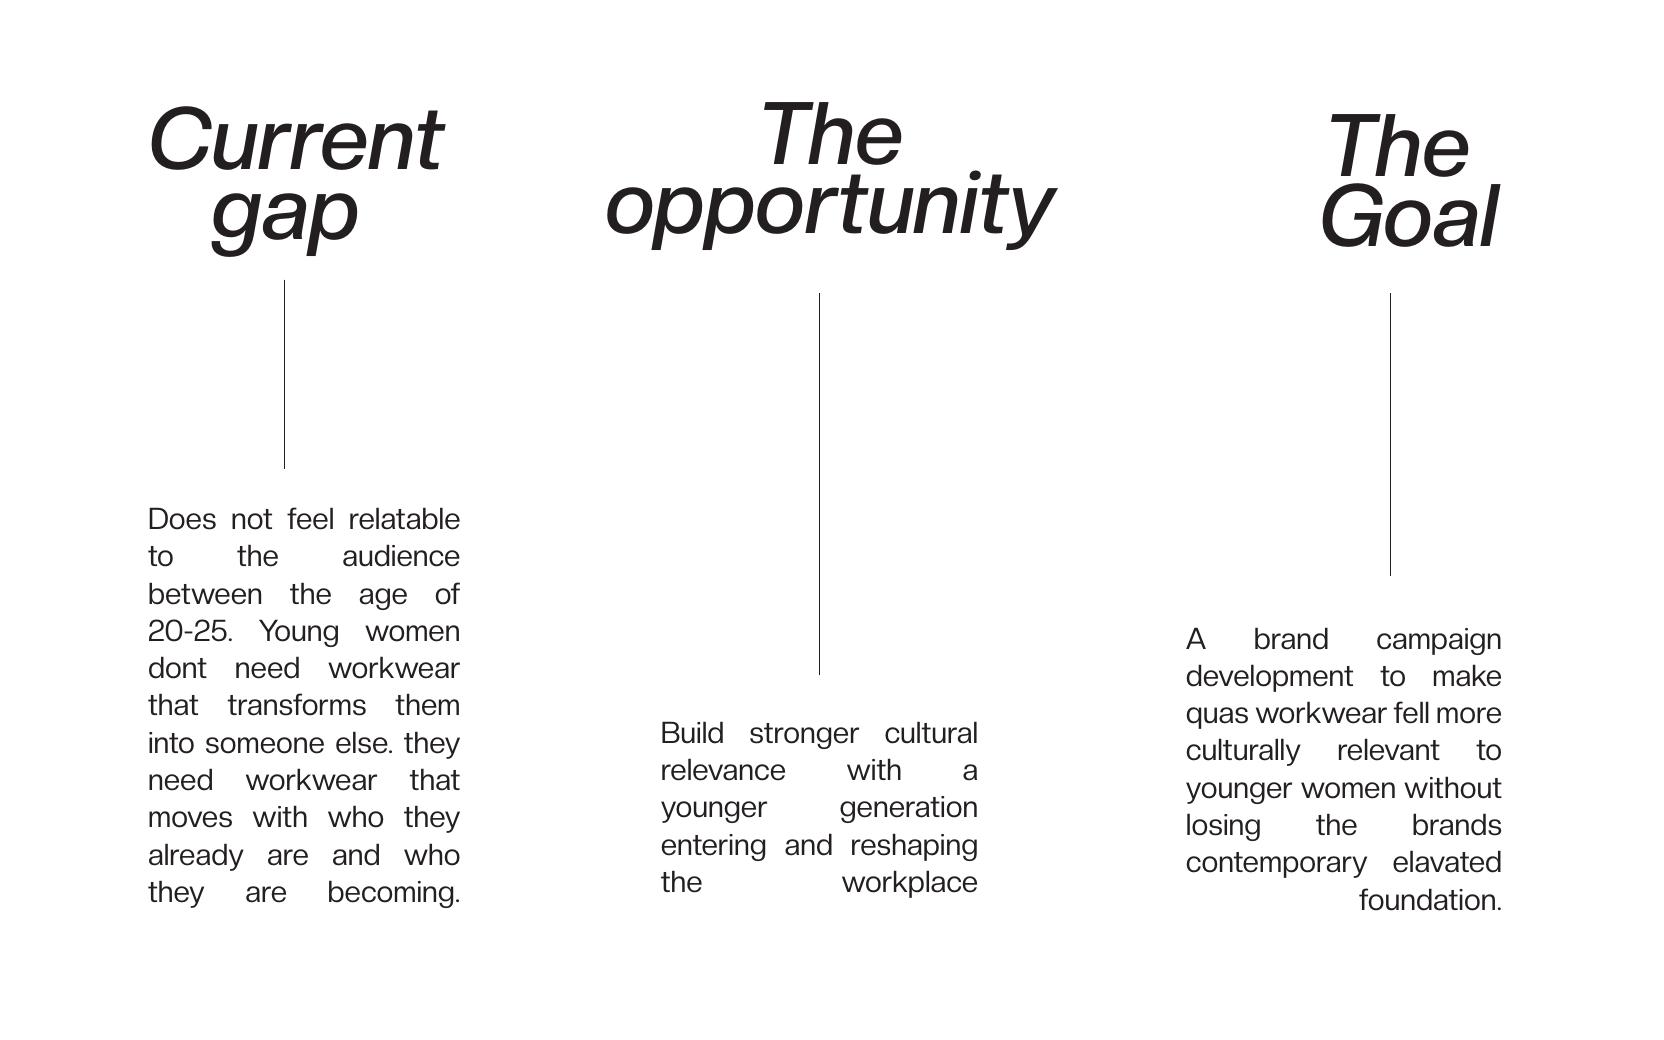 Current
gap
Does not feel relatable
to the audience
between the age of
20-25. Young women
dont need workwear
that transforms them
into someone else. they
need workwear that
moves with who they
already are and who
they are becoming.
The
opportunity
Build stronger cultural
relevance with a
younger generation
entering and reshaping
the workplace
The
Goal
A brand campaign
development to make
quas workwear fell more
culturally relevant to
younger women without
losing the brands
contemporary elavated
foundation.